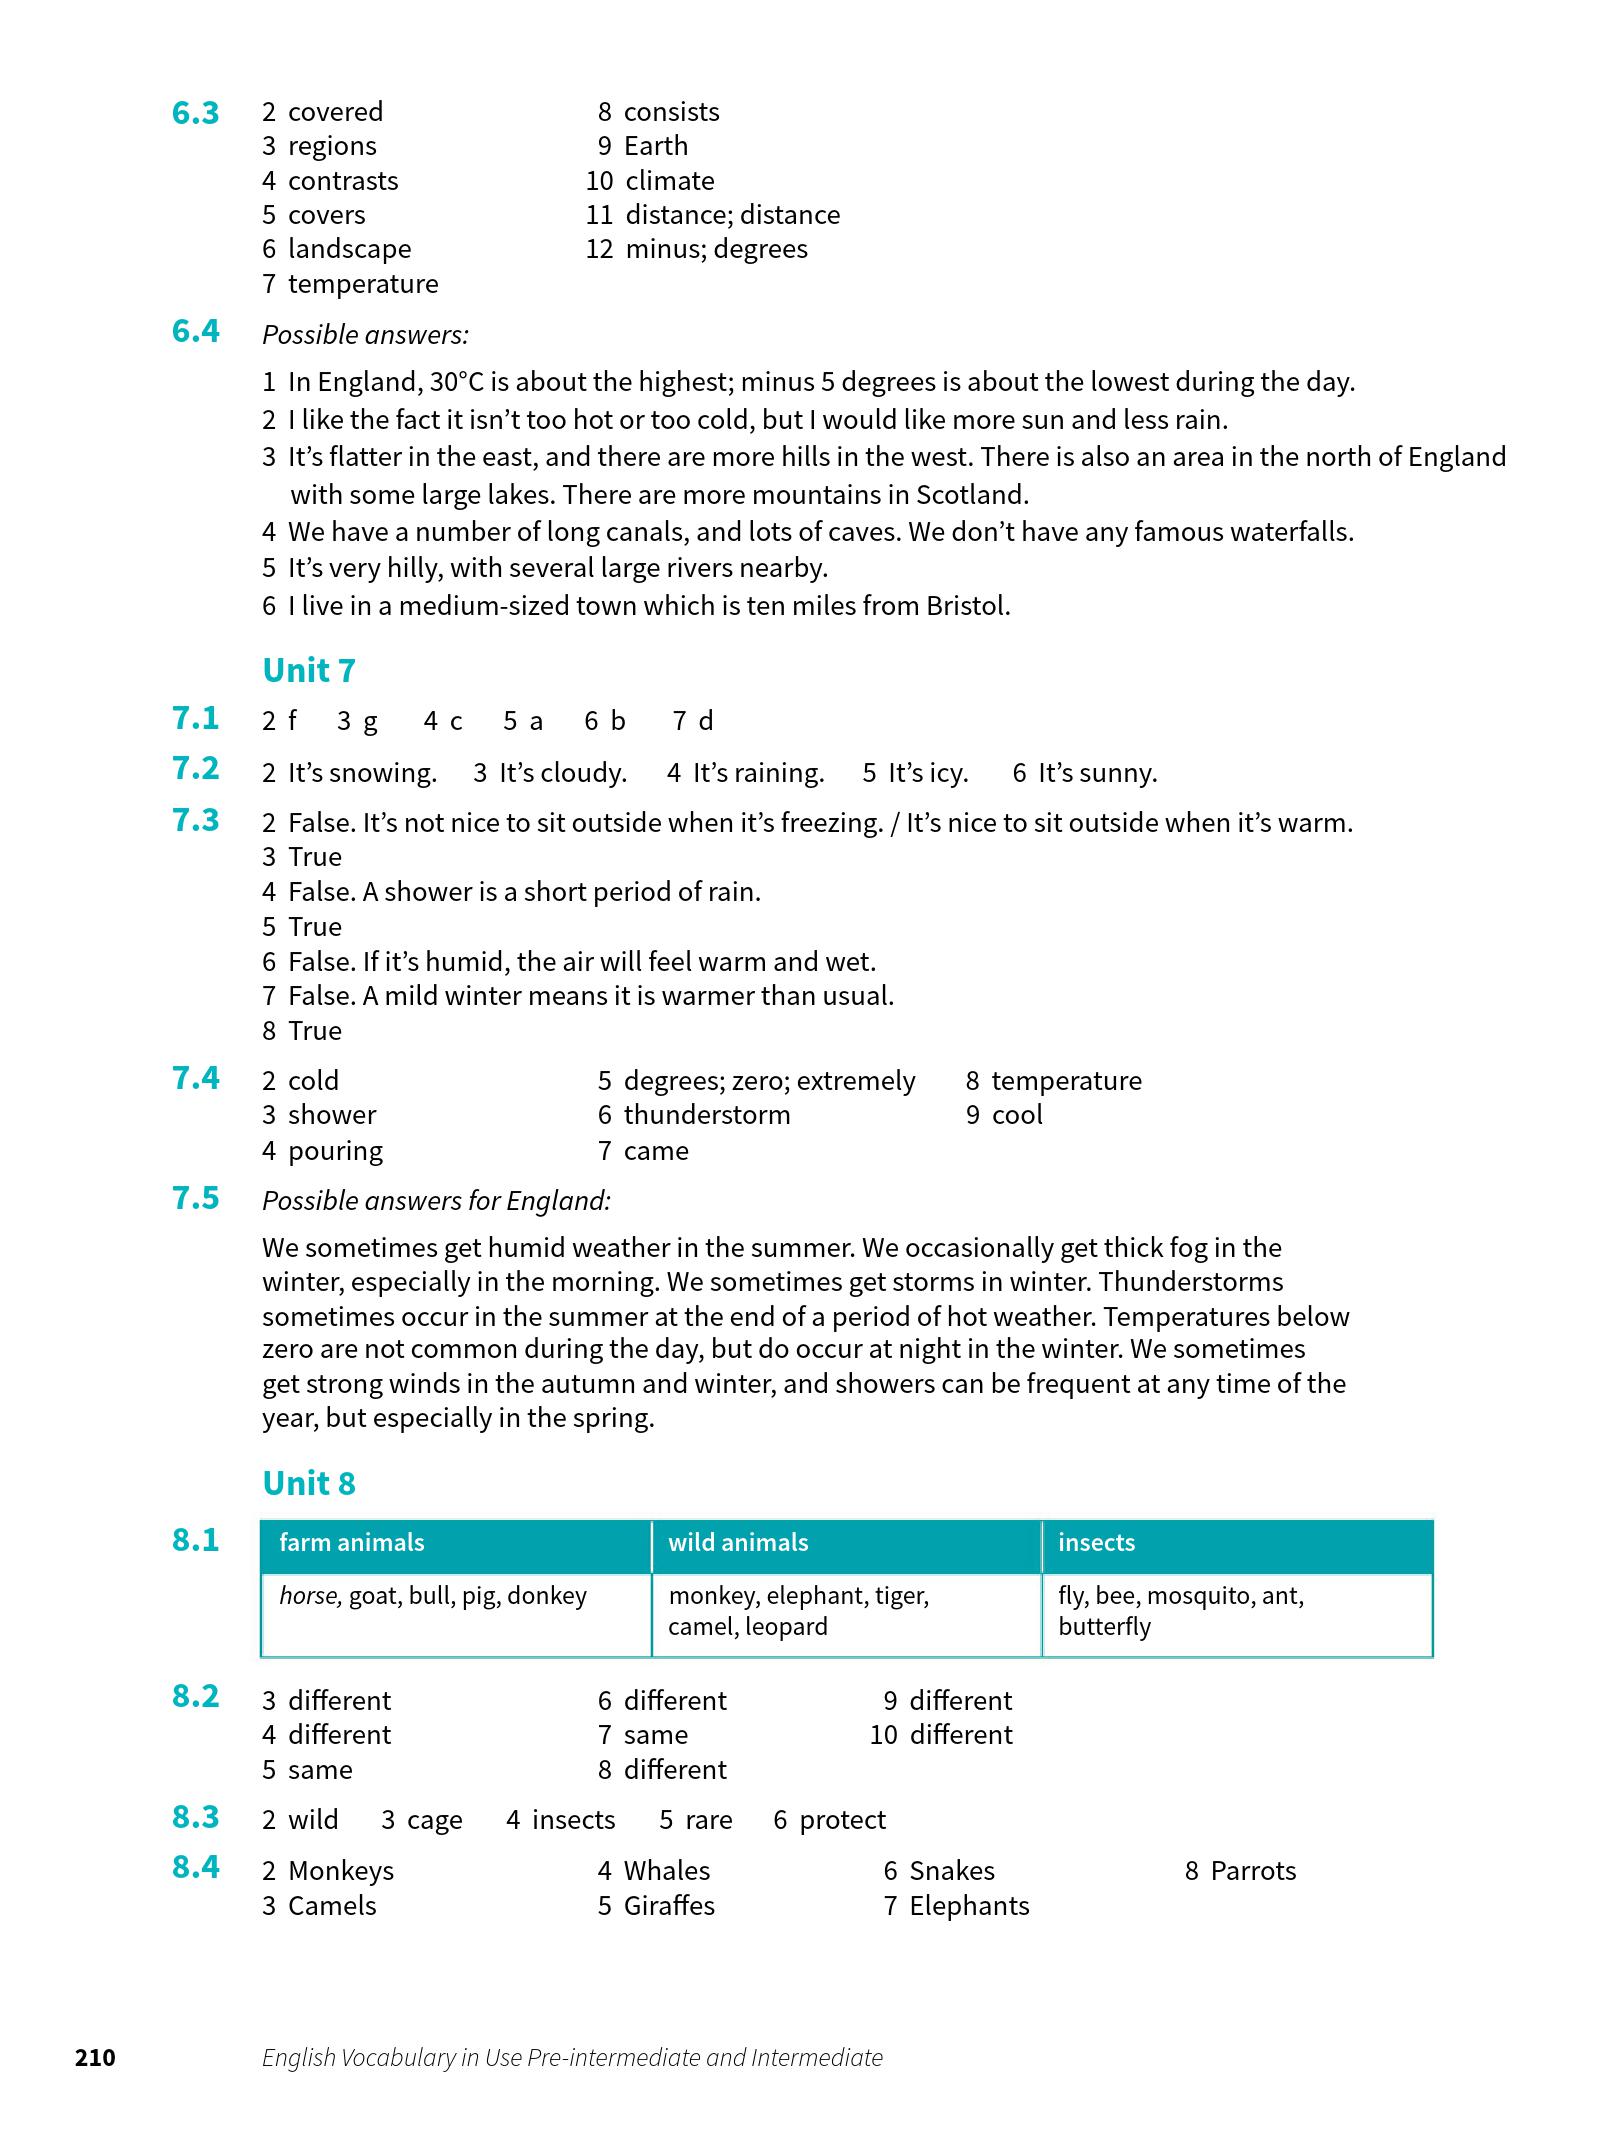 6.3 2 covered 8 consists
3 regions 9 Earth
4 contrasts 10 climate
5 covers 11 distance; distance
6 landscape 12 minus; degrees
7 temperature
6.4 Possible answers:
1 In England, 30°C is about the highest; minus 5 degrees is about the lowest during the day.
2 I like the fact it isn’t too hot or too cold, but I would like more sun and less rain.
3 It’s flatter in the east, and there are more hills in the west. There is also an area in the north of England
with some large lakes. There are more mountains in Scotland.
4 We have a number of long canals, and lots of caves. We don’t have any famous waterfalls.
5 It’s very hilly, with several large rivers nearby.
6 I live in a medium-sized town which is ten miles from Bristol.
Unit 7
7.1 2 f 3 g 4 c 5 a 6 b 7 d
7.2 2 It’s snowing. 3 It’s cloudy. 4 It’s raining. 5 It’s icy. 6 It’s sunny.
7.3 2 False. It’s not nice to sit outside when it’s freezing. / It’s nice to sit outside when it’s warm.
3 True
4 False. A shower is a short period of rain.
5 True
6 False. If it’s humid, the air will feel warm and wet.
7 False. A mild winter means it is warmer than usual.
8 True
7.4 2 cold 5 degrees; zero; extremely 8 temperature
3 shower 6 thunderstorm 9 cool
4 pouring 7 came
7.5 Possible answers for England:
We sometimes get humid weather in the summer. We occasionally get thick fog in the
winter, especially in the morning. We sometimes get storms in winter. Thunderstorms
sometimes occur in the summer at the end of a period of hot weather. Temperatures below
zero are not common during the day, but do occur at night in the winter. We sometimes
get strong winds in the autumn and winter, and showers can be frequent at any time of the
year, but especially in the spring.
Unit 8
8.1 farm animals wild animals insects
horse, goat, bull, pig, donkey monkey, elephant, tiger, fly, bee, mosquito, ant,
camel, leopard butterfly
8.2 3 different 6 different 9 different
4 different 7 same 10 different
5 same 8 different
8.3 2 wild 3 cage 4 insects 5 rare 6 protect
8.4 2 Monkeys 4 Whales 6 Snakes 8 Parrots
3 Camels 5 Giraffes 7 Elephants
210 English Vocabulary in Use Pre-intermediate and Intermediate